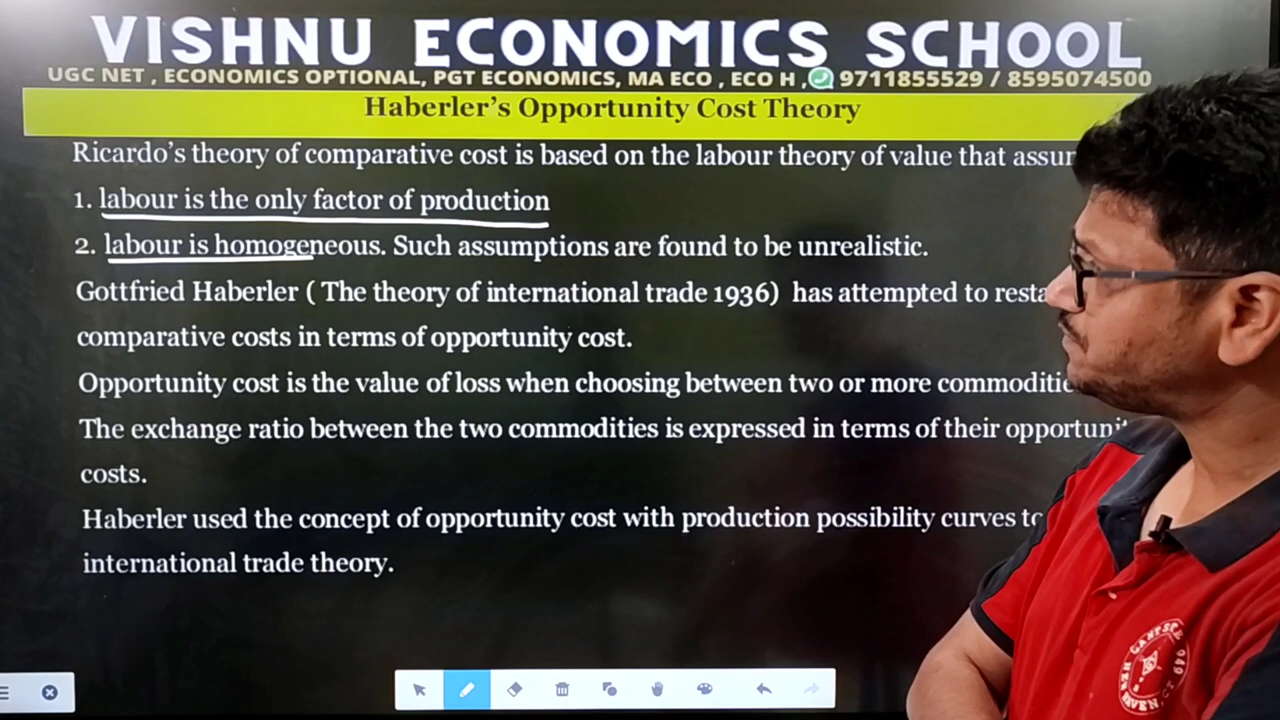 VISHNU ECONOMICS SCHOOL
UGC NET , ECONOMICS OPTIONAL, PGT ECONOMICS, MA ECO , ECO H , 9711855529 / 8595074500
Haberler's Opportunity Cost Theory
Ricardo's theory of comparative cost is based on the labour theory of value that
1. labour is the only factor of production
2. labour is homogeneous. Such assumptions are found to be unrealistic.
Gottfried Haberler ( The theory of international trade 1936) has attempted to
comparative costs in terms of opportunity cost.
Opportunity cost is the value of loss when choosing between two or more
The exchange ratio between the two commodities is expressed in terms of their
costs.
Haberler used the concept of opportunity cost with production possibility curves
international trade theory.